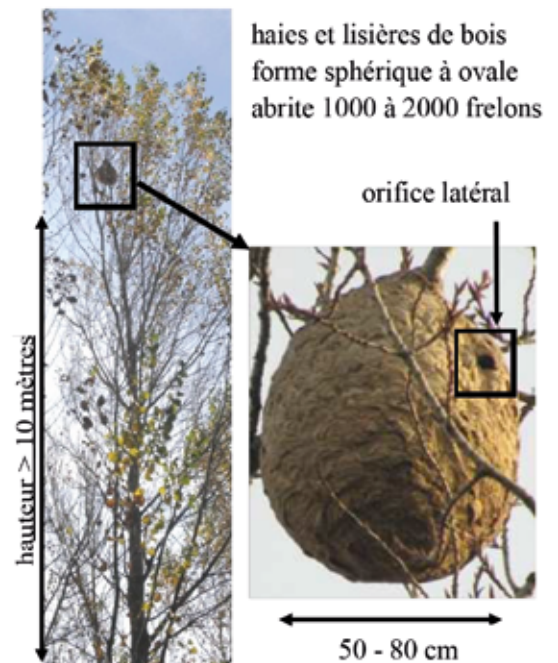 haies et lisières de bois
forme sphérique à ovale
abrite 1000 à 2000 frelons
orifice latéral
hauteur > 10 mètres
50 - 80 cm